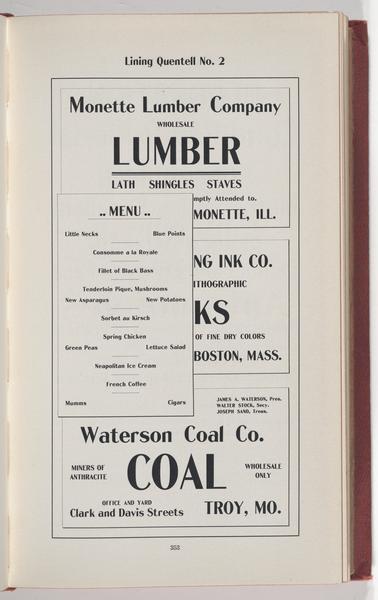 Lining Quentell No. 2
Monette Lumber Company
WHOLESALE
LUMBER
LATH SHINGLES STAVES
mptly Attended to.
MONETTE, ILL.
.. MENU ..
Little Necks Blue Points
Consomme a la Royale
Fillet of Black Bass
Tenderloin Pique, Mushrooms
New Asparagus New Potatoes
Sorbet au Kirsch
Spring Chicken
Green Peas Lettuce Salad
Neapolitan Ice Cream
French Coffee
Mumms Cigars
NG INK CO.
ITHOGRAPHIC
KS
OF FINE DRY COLORS
BOSTON, MASS.
JAMES A. WATERSON, Pres.
WALTER STOCK, Secy.
JOSEPH SAND, Treas.
Waterson Coal Co.
MINERS OF
ANTHRACITE
COAL
WHOLESALE
ONLY
OFFICE AND YARD
Clark and Davis Streets
TROY, MO.
353